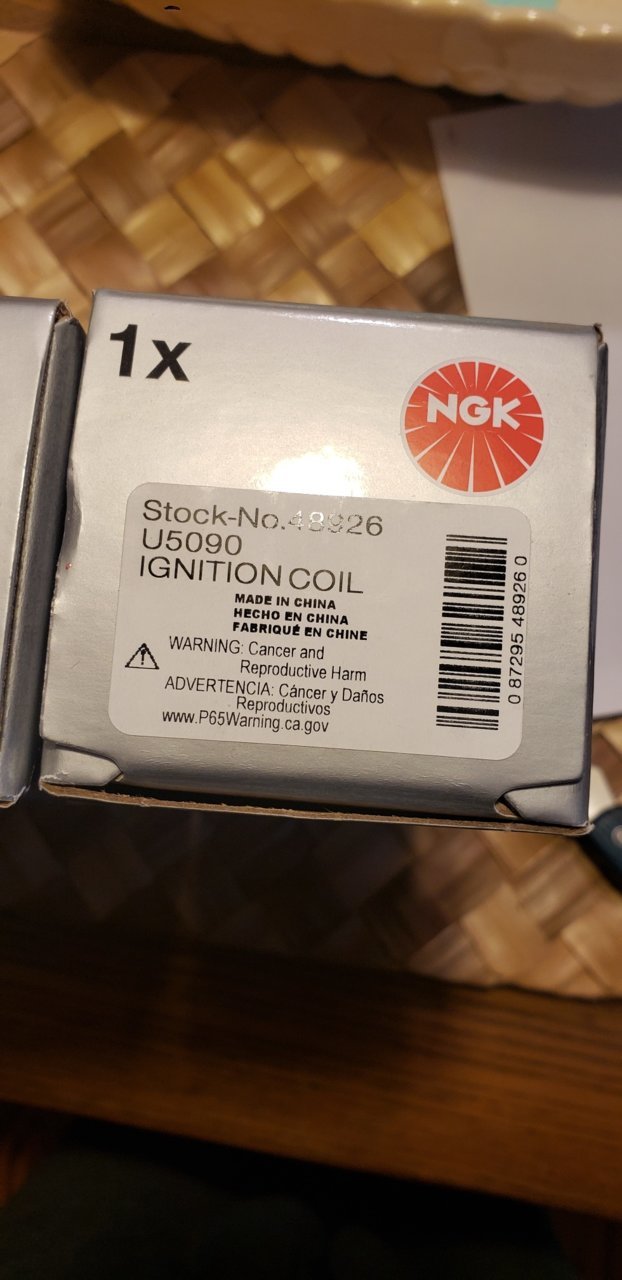 1x
NGK
Stock-No.48926
U5090
IGNITION COIL
MADE IN CHINA
HECHO EN CHINA
FABRIQUÉ EN CHINE
WARNING: Cancer and
Reproductive Harm
ADVERTENCIA: Cáncer y Daños
Reproductivos
www.P65Warning.ca.gov
0 87295 48926 0